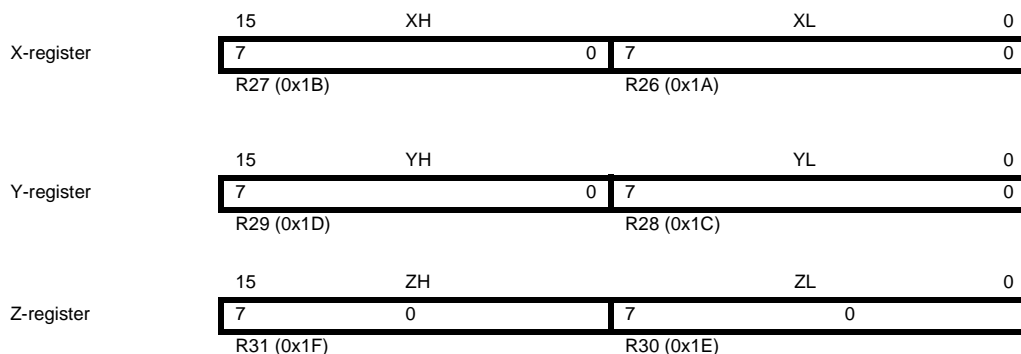 15 XH XL 0
X-register 7 0 7 0
R27 (0x1B) R26 (0x1A)
15 YH YL 0
Y-register 7 0 7 0
R29 (0x1D) R28 (0x1C)
15 ZH ZL 0
Z-register 7 0 7 0
R31 (0x1F) R30 (0x1E)